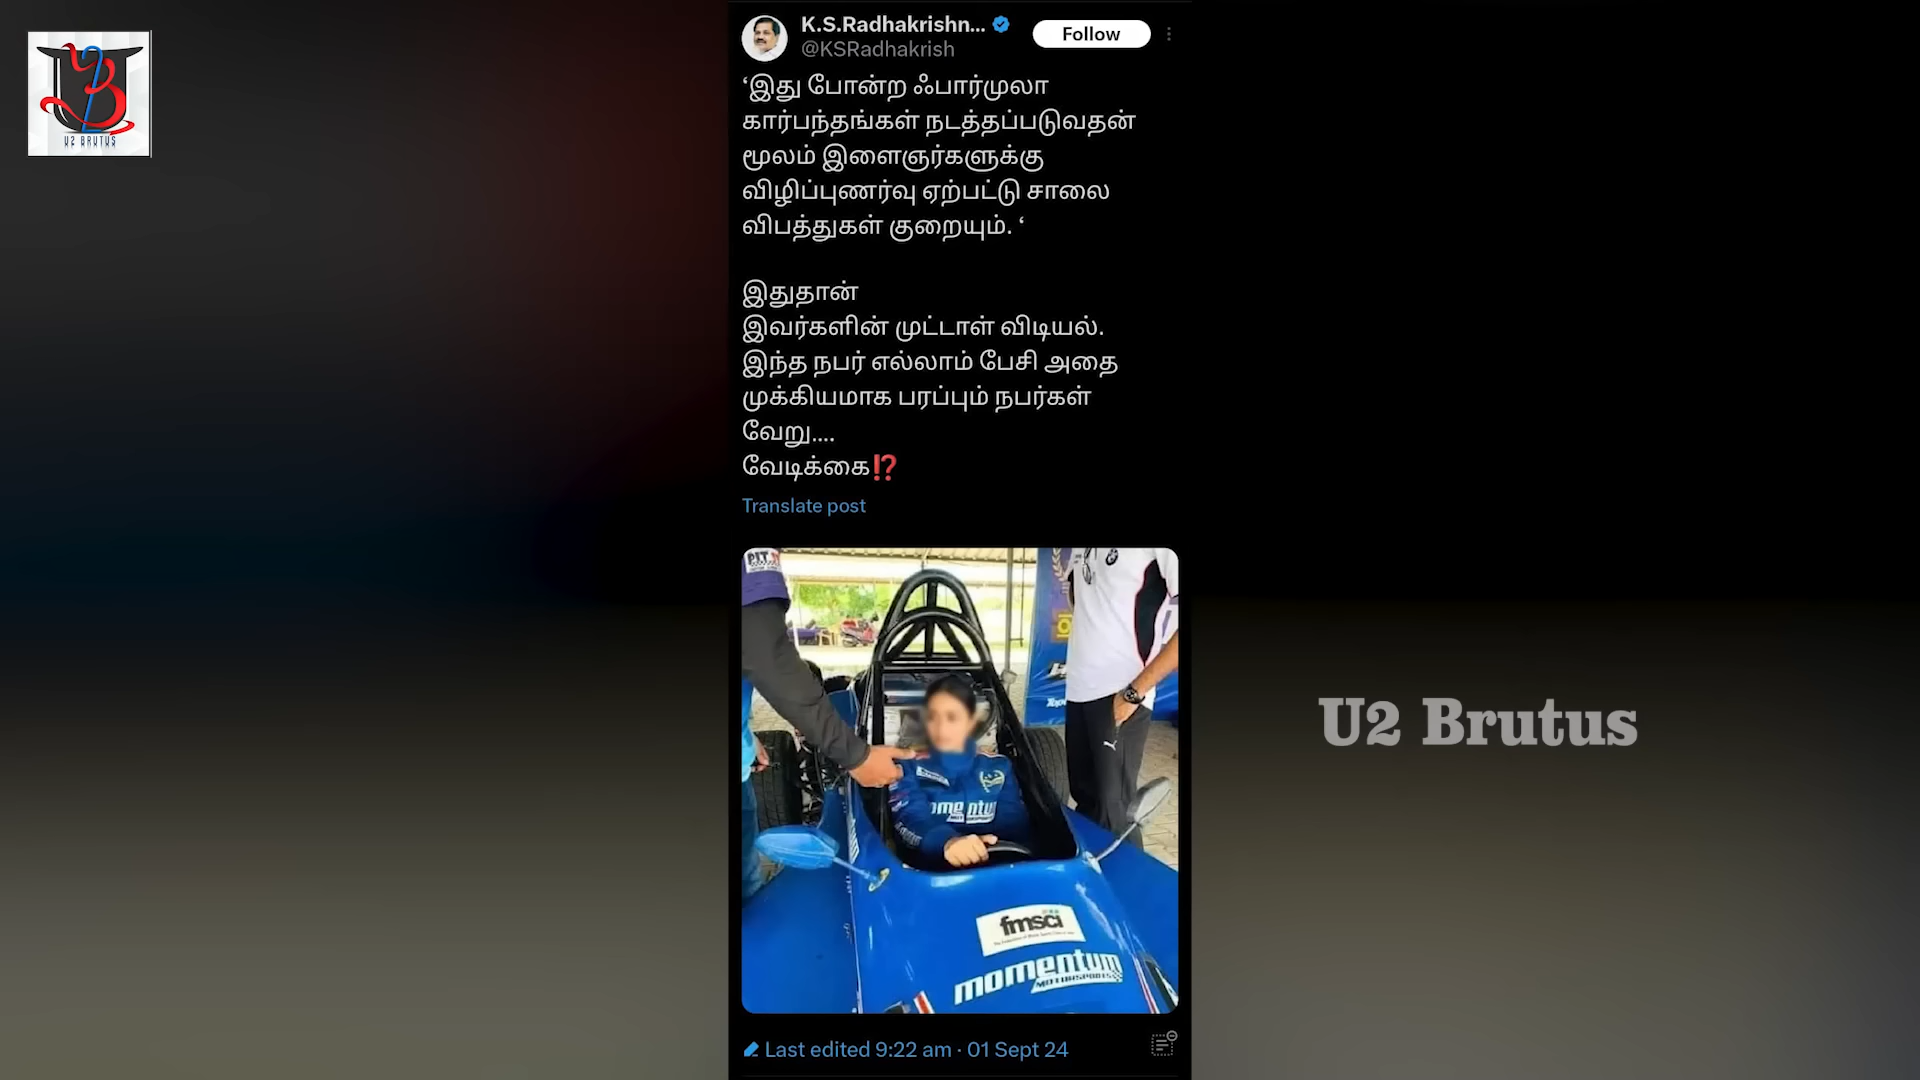 U2 BRUTUS
K.S.Radhakrishn...
@KSRadhakrish
Follow
‘இது போன்ற ஃபார்முலா
கார்பந்தங்கள் நடத்தப்படுவதன்
மூலம் இளைஞர்களுக்கு
விழிப்புணர்வு ஏற்பட்டு சாலை
விபத்துகள் குறையும். ‘
இதுதான்
இவர்களின் முட்டாள் விடியல்.
இந்த நபர் எல்லாம் பேசி அதை
முக்கியமாக பரப்பும் நபர்கள்
வேறு....
வேடிக்கை⁉️
Translate post
PIT
fmsci
momentum
MOTORSPORTS
Last edited 9:22 am · 01 Sept 24
U2 Brutus